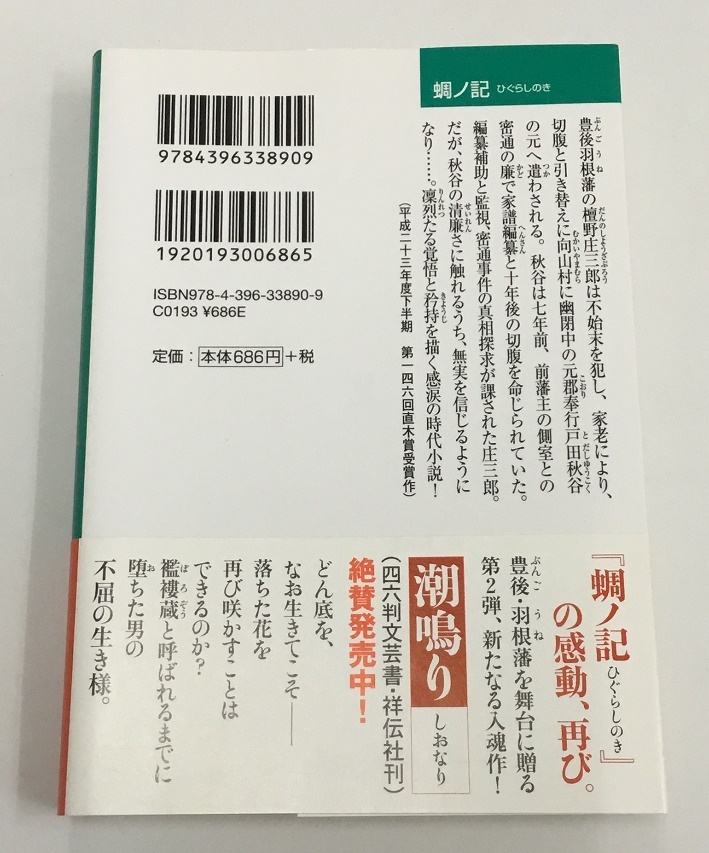 蜩ノ記 ひぐらしのき
豊後羽根藩の檀野庄三郎は不始末を犯し、家老により、
切腹と引き替えに向山村に幽閉中の元郡奉行戸田秋谷
の元へ遣わされる。秋谷は七年前、前藩主の側室との
密通の廉で家譜編纂と十年後の切腹を命じられていた。
編纂補助と監視、密通事件の真相探求が課された庄三郎。
だが、秋谷の清廉さに触れるうち、無実を信じるように
なり……。凛烈たる覚悟と矜持を描く感涙の時代小説！
（平成二十三年度下半期　第一四六回直木賞受賞作）
9784396338909
1920193006865
ISBN978-4-396-33890-9
C0193 ¥686E
定価：本体686円＋税
『蜩ノ記』ひぐらしのき
の感動、再び。
豊後・羽根藩を舞台に贈る
第2弾、新たなる入魂作！
潮鳴り しおなり
（四六判文芸書・祥伝社刊）
絶賛発売中！
どん底を、
なお生きてこそ――
落ちた花を
再び咲かすことは
できるのか？
襤褸蔵と呼ばれるまでに
堕ちた男の
不屈の生き様。